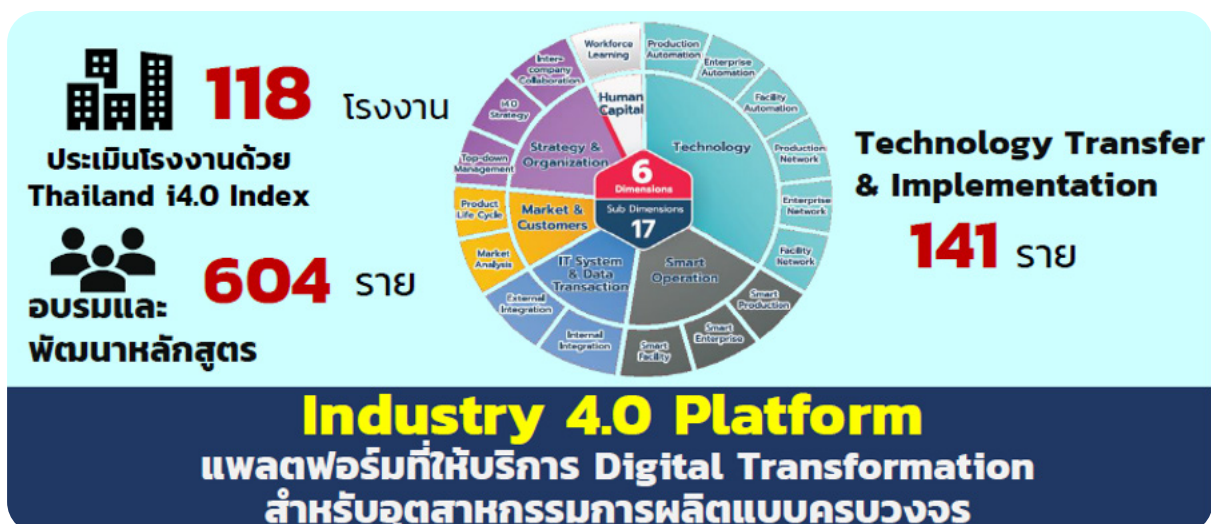 118 โรงงาน
ประเมินโรงงานด้วย
Thailand i4.0 Index
604 ราย
อบรมและ
พัฒนาหลักสูตร
Workforce
Learning
Production
Automation
Enterprise
Automation
Facility
Automation
Production
Network
Enterprise
Network
Facility
Network
Smart
Production
Smart
Enterprise
Smart
Facility
Internal
Integration
External
Integration
Market
Analysis
Product
Life Cycle
Top-down
Management
i4.0
Strategy
Inter-
company
Collaboration
Human
Capital
Technology
Smart
Operation
IT System
& Data
Transaction
Market &
Customers
Strategy &
Organization
6
Dimensions
Sub Dimensions
17
Technology Transfer
& Implementation
141 ราย
Industry 4.0 Platform
แพลตฟอร์มที่ให้บริการ Digital Transformation
สำหรับอุตสาหกรรมการผลิตแบบครบวงจร